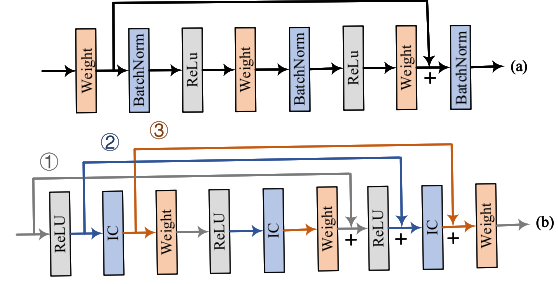 Weight
BatchNorm
ReLu
Weight
BatchNorm
ReLu
Weight
+
BatchNorm
(a)
①
②
③
ReLU
IC
Weight
ReLU
IC
Weight
+
ReLU
+
IC
+
Weight
(b)